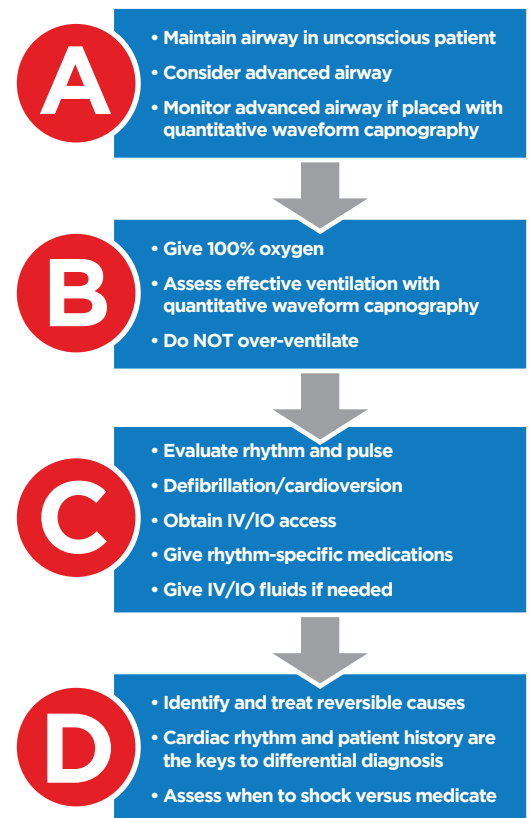 A
• Maintain airway in unconscious patient
• Consider advanced airway
• Monitor advanced airway if placed with
quantitative waveform capnography
B
• Give 100% oxygen
• Assess effective ventilation with
quantitative waveform capnography
• Do NOT over-ventilate
C
• Evaluate rhythm and pulse
• Defibrillation/cardioversion
• Obtain IV/IO access
• Give rhythm-specific medications
• Give IV/IO fluids if needed
D
• Identify and treat reversible causes
• Cardiac rhythm and patient history are
the keys to differential diagnosis
• Assess when to shock versus medicate